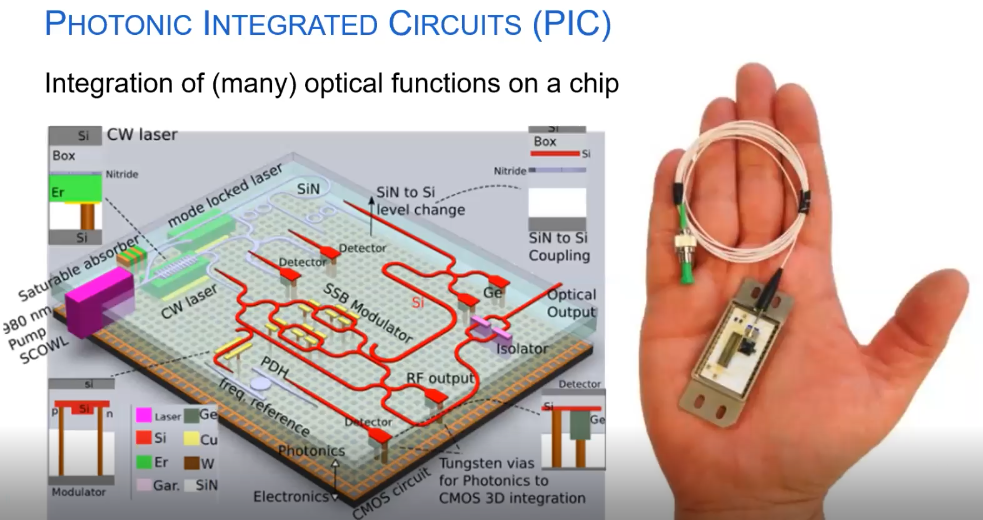 PHOTONIC INTEGRATED CIRCUITS (PIC)
Integration of (many) optical functions on a chip
Si
CW laser
Box
Nitride
Er
Si
mode locked laser
SiN
SiN to Si
level change
Si
Box
Si
Nitride
SiN to Si
Coupling
Saturable absorber
980 nm
Pump
SCOWL
CW laser
Detector
Detector
SSB Modulator
Si
Ge
Optical
Output
Isolator
PDH
freq. reference
RF output
Detector
Photonics
Electronics
CMOS circuit
Tungsten vias
for Photonics to
CMOS 3D integration
si
p
Si
n
Modulator
Laser
Ge
Si
Cu
Er
W
Gar.
SiN
Detector
Si
Ge